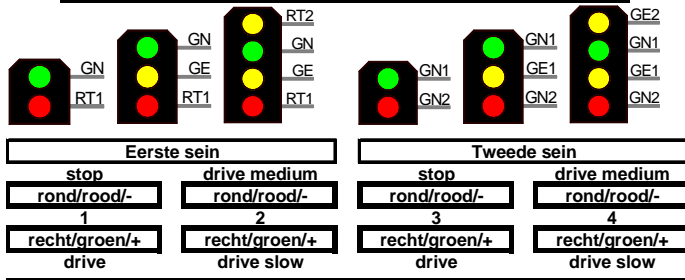 RT2
GN GN GE2
GN GE GN1 GN1
GN1 GE1 GE1
RT1 RT1 RT1 GN2 GN2 GN2
Eerste sein Tweede sein
stop drive medium stop drive medium
rond/rood/- rond/rood/- rond/rood/- rond/rood/-
1 2 3 4
recht/groen/+ recht/groen/+ recht/groen/+ recht/groen/+
drive drive slow drive drive slow